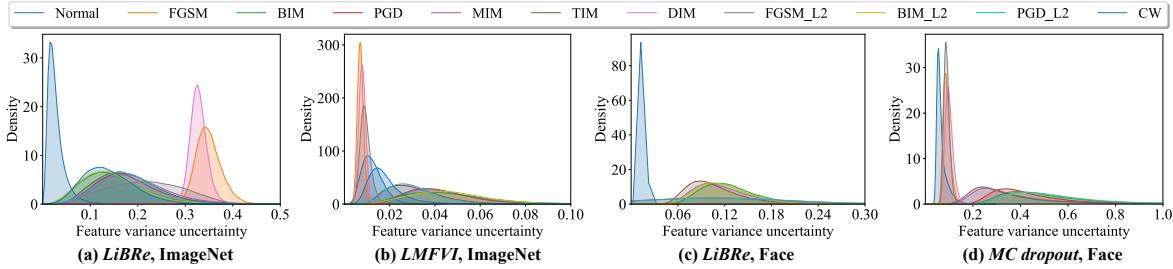 Normal FGSM BIM PGD MIM TIM DIM FGSM_L2 BIM_L2 PGD_L2 CW
30
20
10
0
Density
0.1 0.2 0.3 0.4 0.5
Feature variance uncertainty
(a) LiBRe, ImageNet
300
200
100
50
0
Density
0.02 0.04 0.06 0.08 0.10
Feature variance uncertainty
(b) LMFVI, ImageNet
80
60
40
20
0
Density
0.06 0.12 0.18 0.24 0.30
Feature variance uncertainty
(c) LiBRe, Face
30
20
10
0
Density
0.2 0.4 0.6 0.8 1.0
Feature variance uncertainty
(d) MC dropout, Face